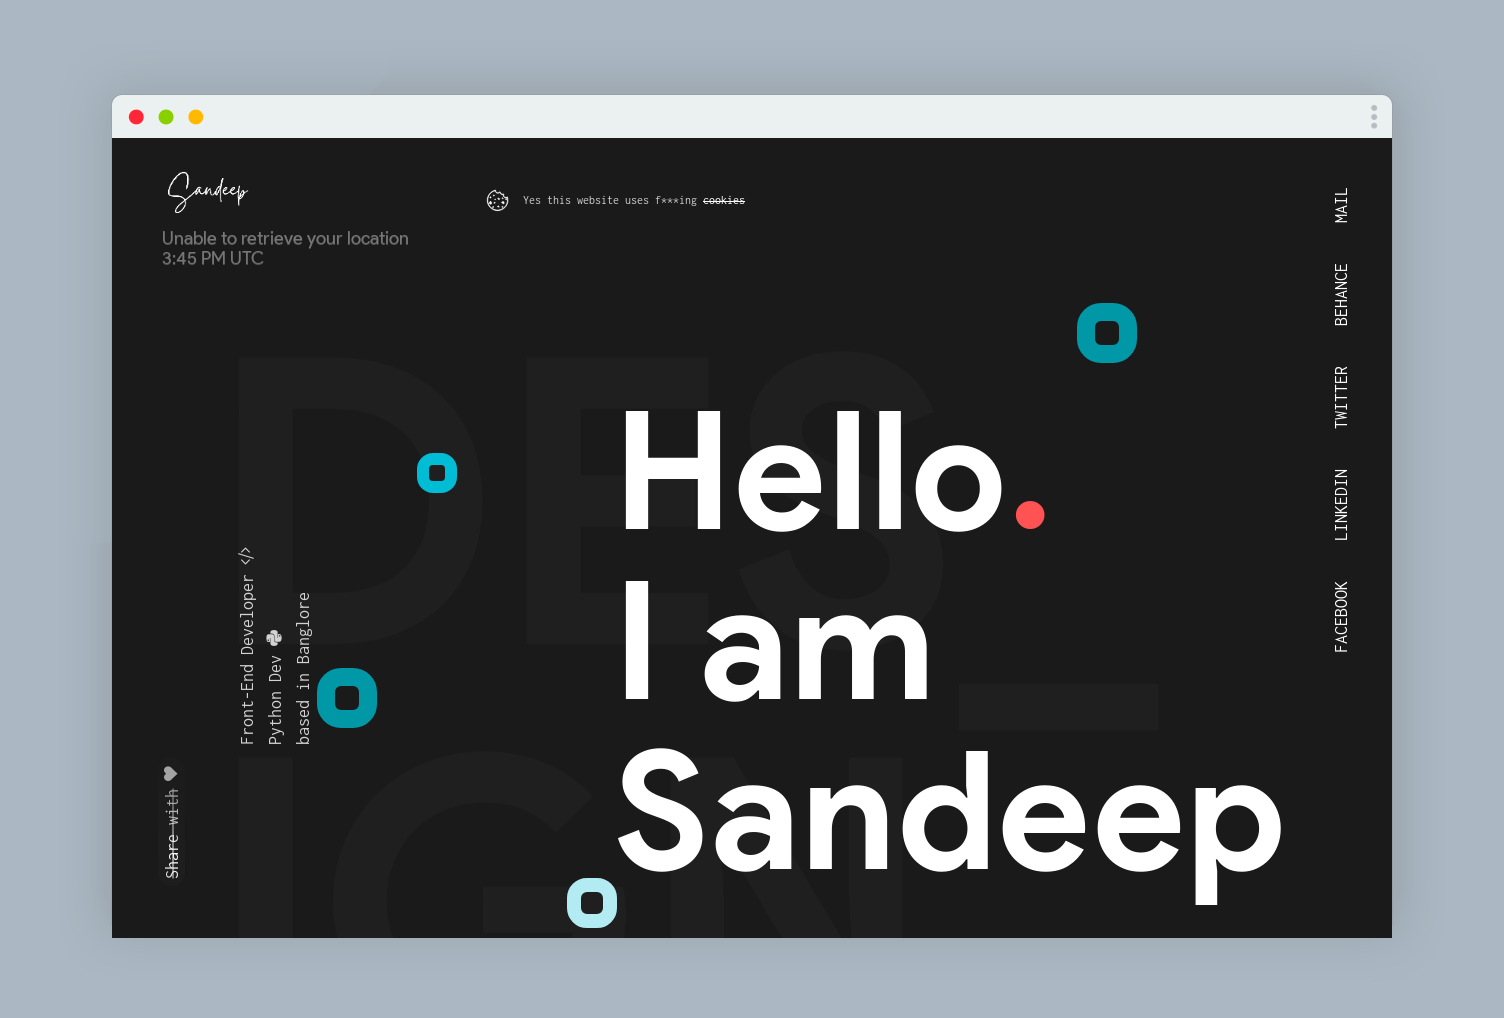 Sandeep
Yes this website uses f***ing cookies
Unable to retrieve your location
3:45 PM UTC
MAIL
BEHANCE
TWITTER
LINKEDIN
FACEBOOK
DES_
IGN
Hello.
I am
Sandeep
Front-End Developer </>
Python Dev
based in Banglore
Share with